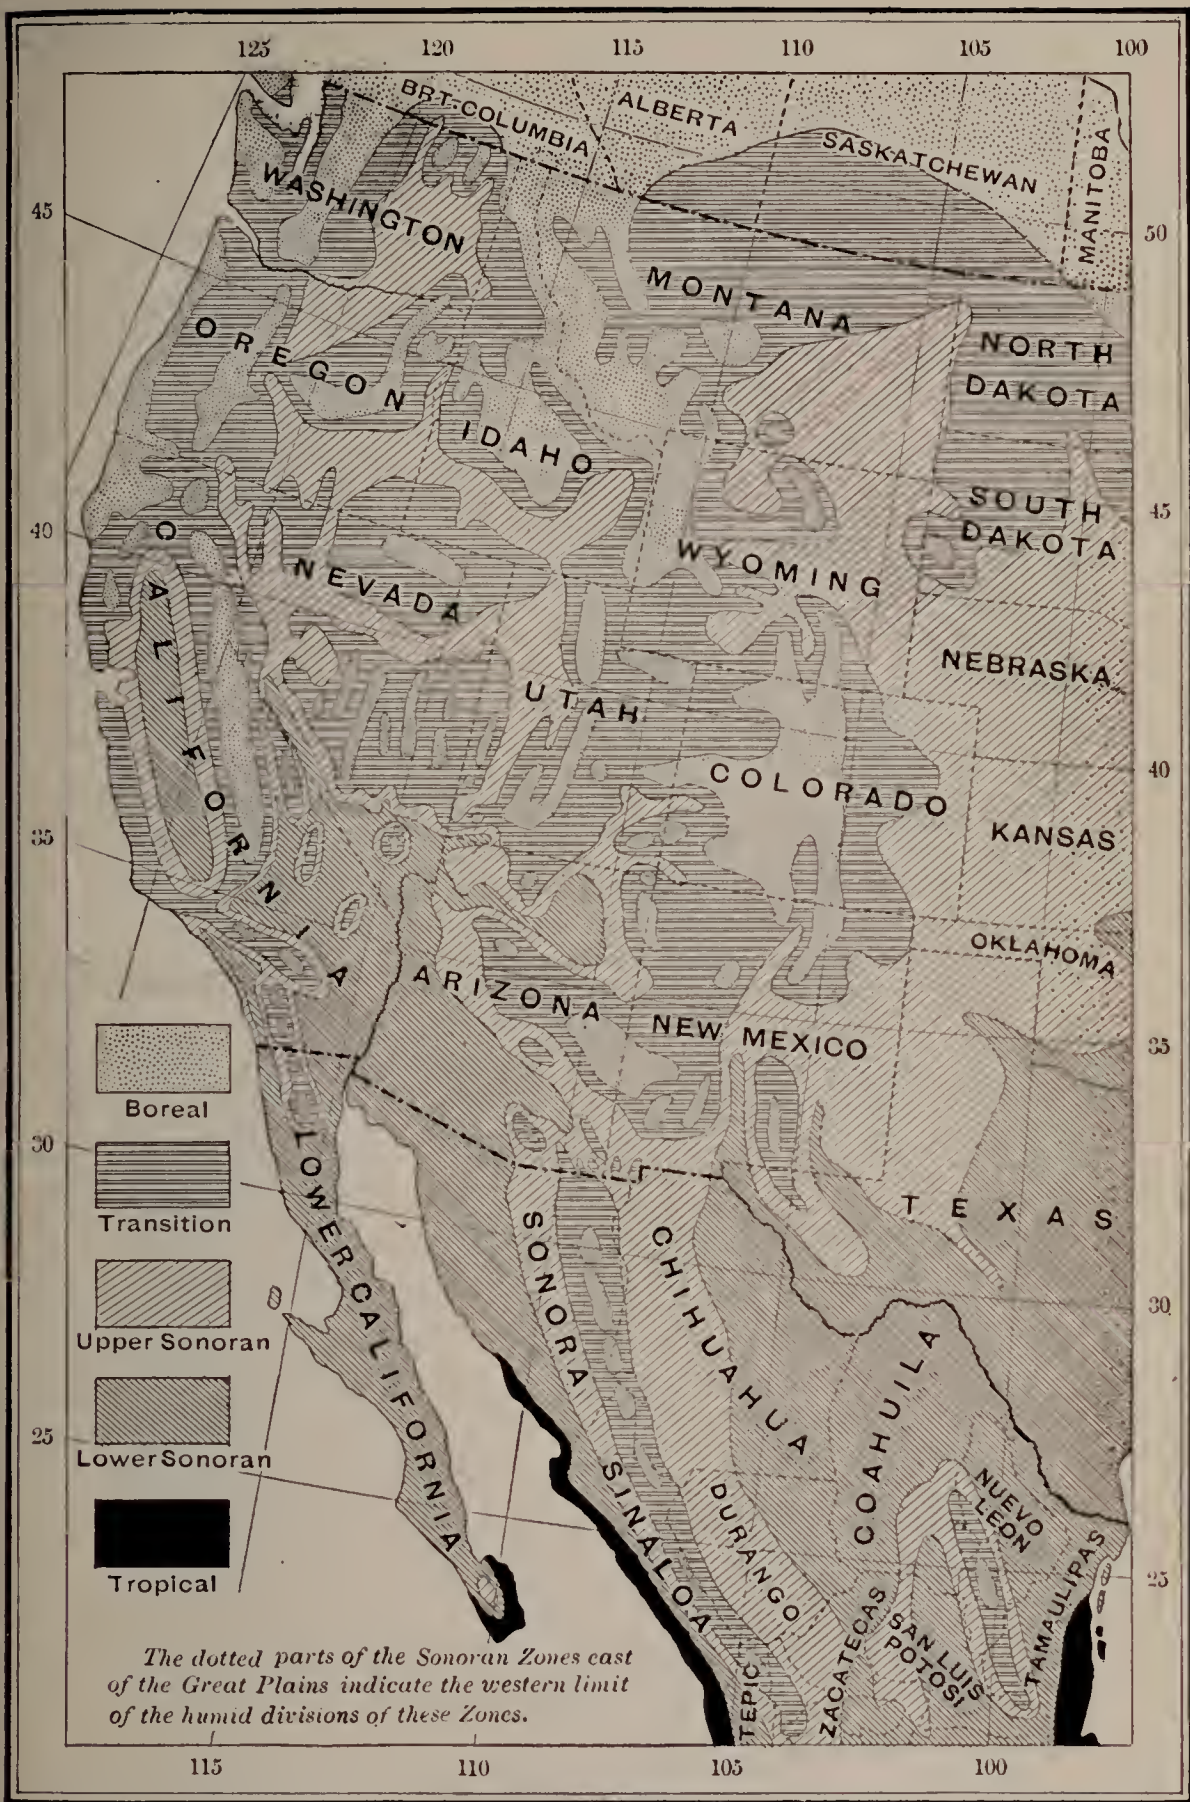 125 120 115 110 105 100
BRT. COLUMBIA
ALBERTA
SASKATCHEWAN
MANITOBA
WASHINGTON
45
50
MONTANA
OREGON
NORTH
DAKOTA
IDAHO
SOUTH
DAKOTA
40
45
WYOMING
NEVADA
CALIFORNIA
NEBRASKA
UTAH
COLORADO
40
35
KANSAS
OKLAHOMA
ARIZONA
NEW MEXICO
35
Boreal
30
LOWER CALIFORNIA
Transition
TEXAS
SONORA
CHIHUAHUA
30
Upper Sonoran
COAHUILA
25
Lower Sonoran
SINALOA
DURANGO
NUEVO
LEON
Tropical
25
TAMAULIPAS
ZACATECAS
SAN LUIS
POTOSI
TEPIC
The dotted parts of the Sonoran Zones east
of the Great Plains indicate the western limit
of the humid divisions of these Zones.
115 110 105 100